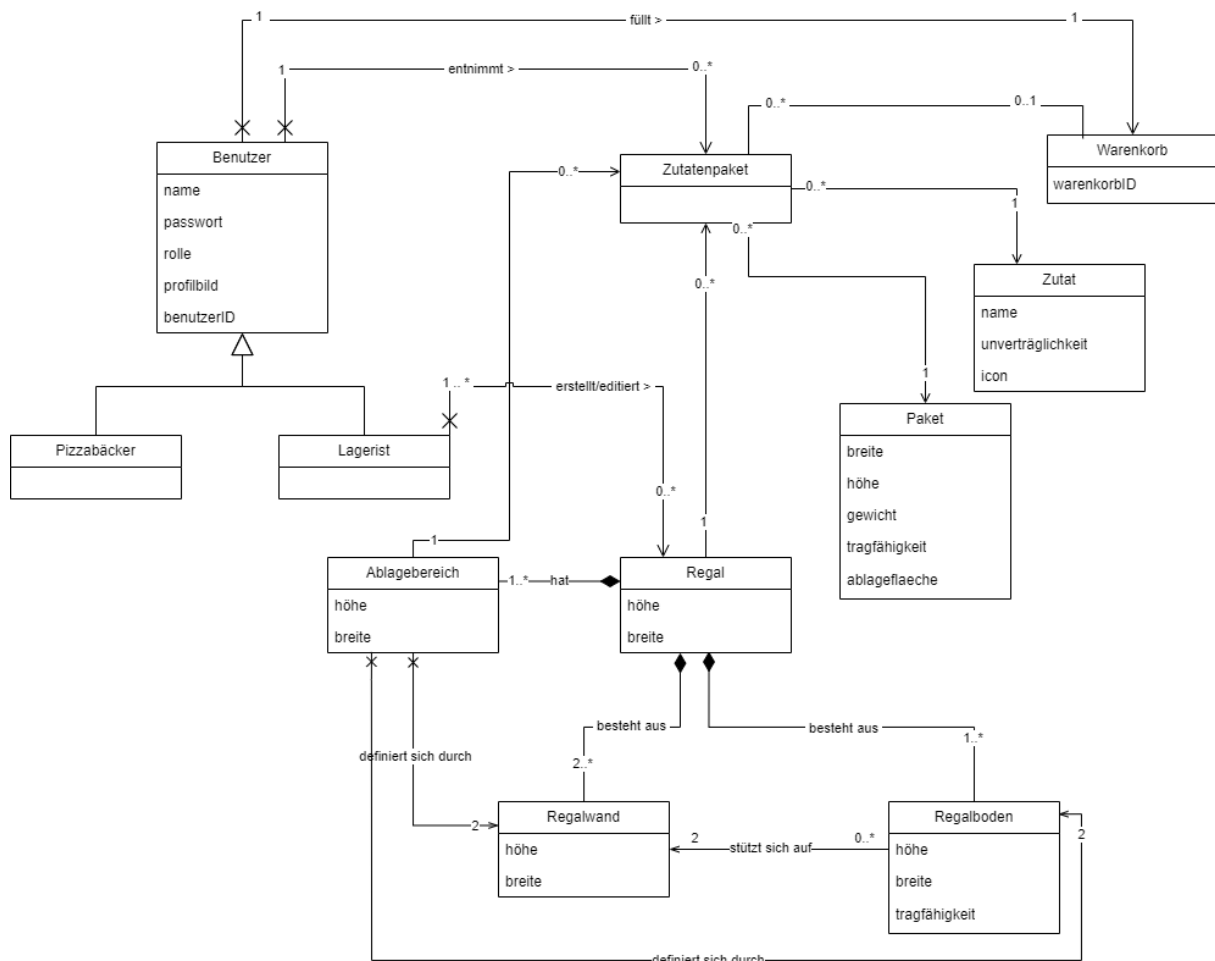 1
füllt >
1
1
entnimmt >
0..*
0..*
0..1
Benutzer
name
passwort
rolle
profilbild
benutzerID
Zutatenpaket
Warenkorb
warenkorbID
0..*
0..*
1
0..*
Zutat
name
unverträglichkeit
icon
0..*
1
1..*
erstellt/editiert >
0..*
Pizzabäcker
Lagerist
Paket
breite
höhe
gewicht
tragfähigkeit
ablageflaeche
1
1
Ablagebereich
höhe
breite
1..*
hat
Regal
höhe
breite
besteht aus
2..*
besteht aus
1..*
definiert sich durch
2
Regalwand
höhe
breite
2
stützt sich auf
0..*
Regalboden
höhe
breite
tragfähigkeit
2
definiert sich durch